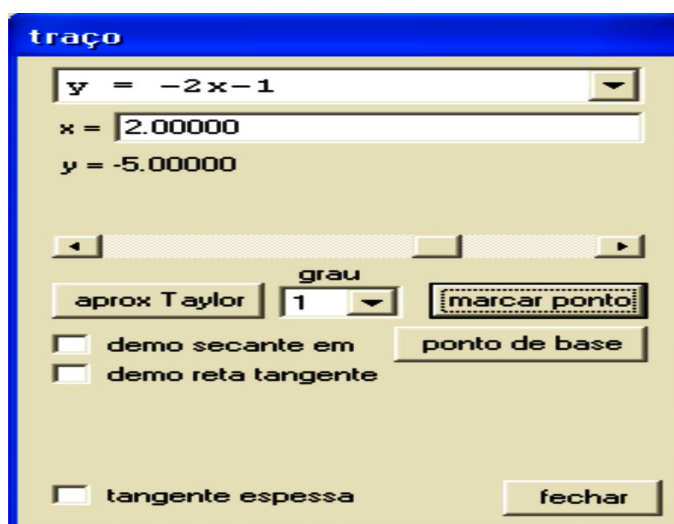 traço
y = -2x-1
x = 2.00000
y = -5.00000
grau
aprox Taylor 1 marcar ponto
demo secante em ponto de base
demo reta tangente
tangente espessa fechar